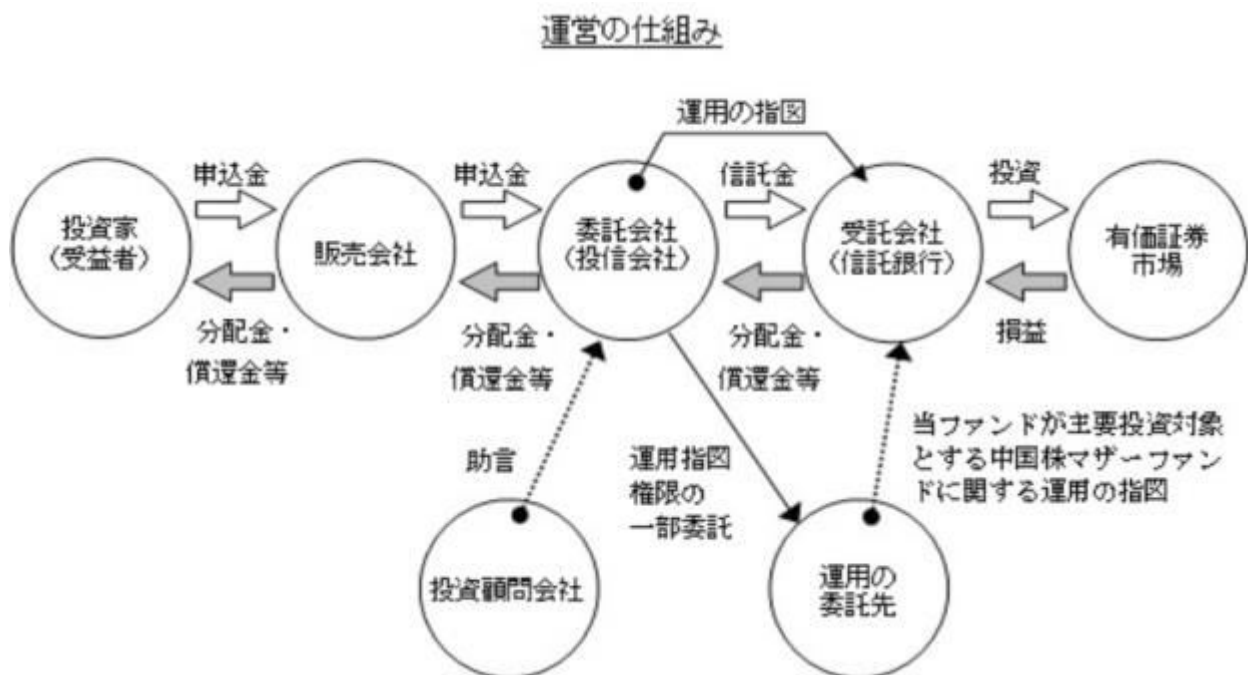 運営の仕組み
運用の指図
申込金
申込金
信託金
投資
投資家
〈受益者〉
販売会社
委託会社
〈投信会社〉
受託会社
〈信託銀行〉
有価証券
市場
分配金・
償還金等
分配金・
償還金等
分配金・
償還金等
損益
助言
運用指図
権限の
一部委託
当ファンドが主要投資対象
とする中国株マザーファン
ドに関する運用の指図
投資顧問会社
運用の
委託先